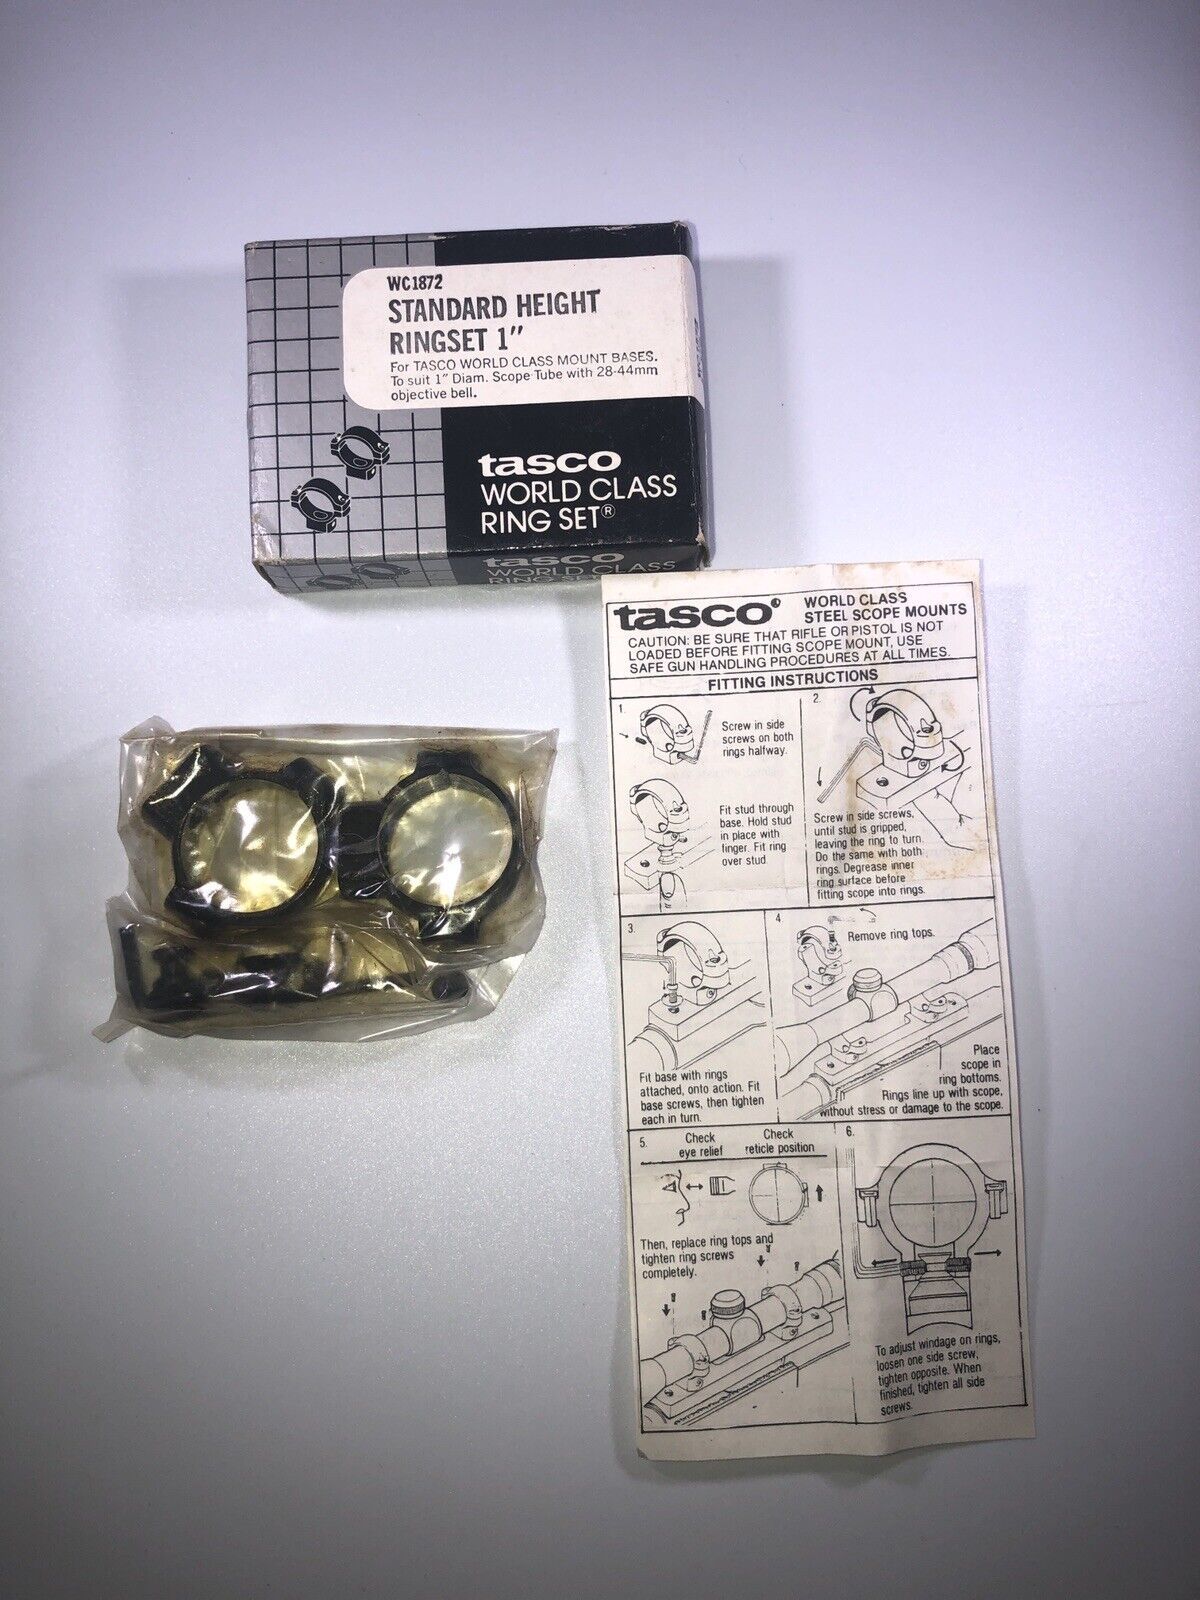 WC1872
STANDARD HEIGHT
RINGSET 1"
For TASCO WORLD CLASS MOUNT BASES.
To suit 1" Diam. Scope Tube with 28-44mm
objective bell.
tasco
WORLD CLASS
RING SET®
tasco
WORLD CLASS
RING SET
tasco®
WORLD CLASS
STEEL SCOPE MOUNTS
CAUTION: BE SURE THAT RIFLE OR PISTOL IS NOT
LOADED BEFORE FITTING SCOPE MOUNT, USE
SAFE GUN HANDLING PROCEDURES AT ALL TIMES.
FITTING INSTRUCTIONS
1.
Screw in side
screws on both
rings halfway.
Fit stud through
base. Hold stud
in place with
finger. Fit ring
over stud.
2.
Screw in side screws,
until stud is gripped,
leaving the ring to turn.
Do the same with both
rings. Degrease inner
ring surface before
fitting scope into rings.
3.
Fit base with rings
attached, onto action. Fit
base screws, then tighten
each in turn.
4.
Remove ring tops.
Place
scope in
ring bottoms.
Rings line up with scope,
without stress or damage to the scope.
5.
Check
eye relief
Check
reticle position
Then, replace ring tops and
tighten ring screws
completely.
6.
To adjust windage on rings,
loosen one side screw,
tighten opposite. When
finished, tighten all side
screws.